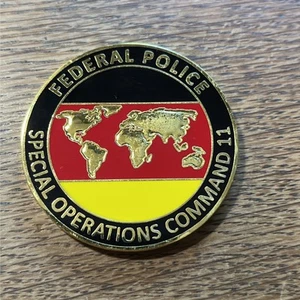 FEDERAL POLICE
SPECIAL OPERATIONS COMMAND 11